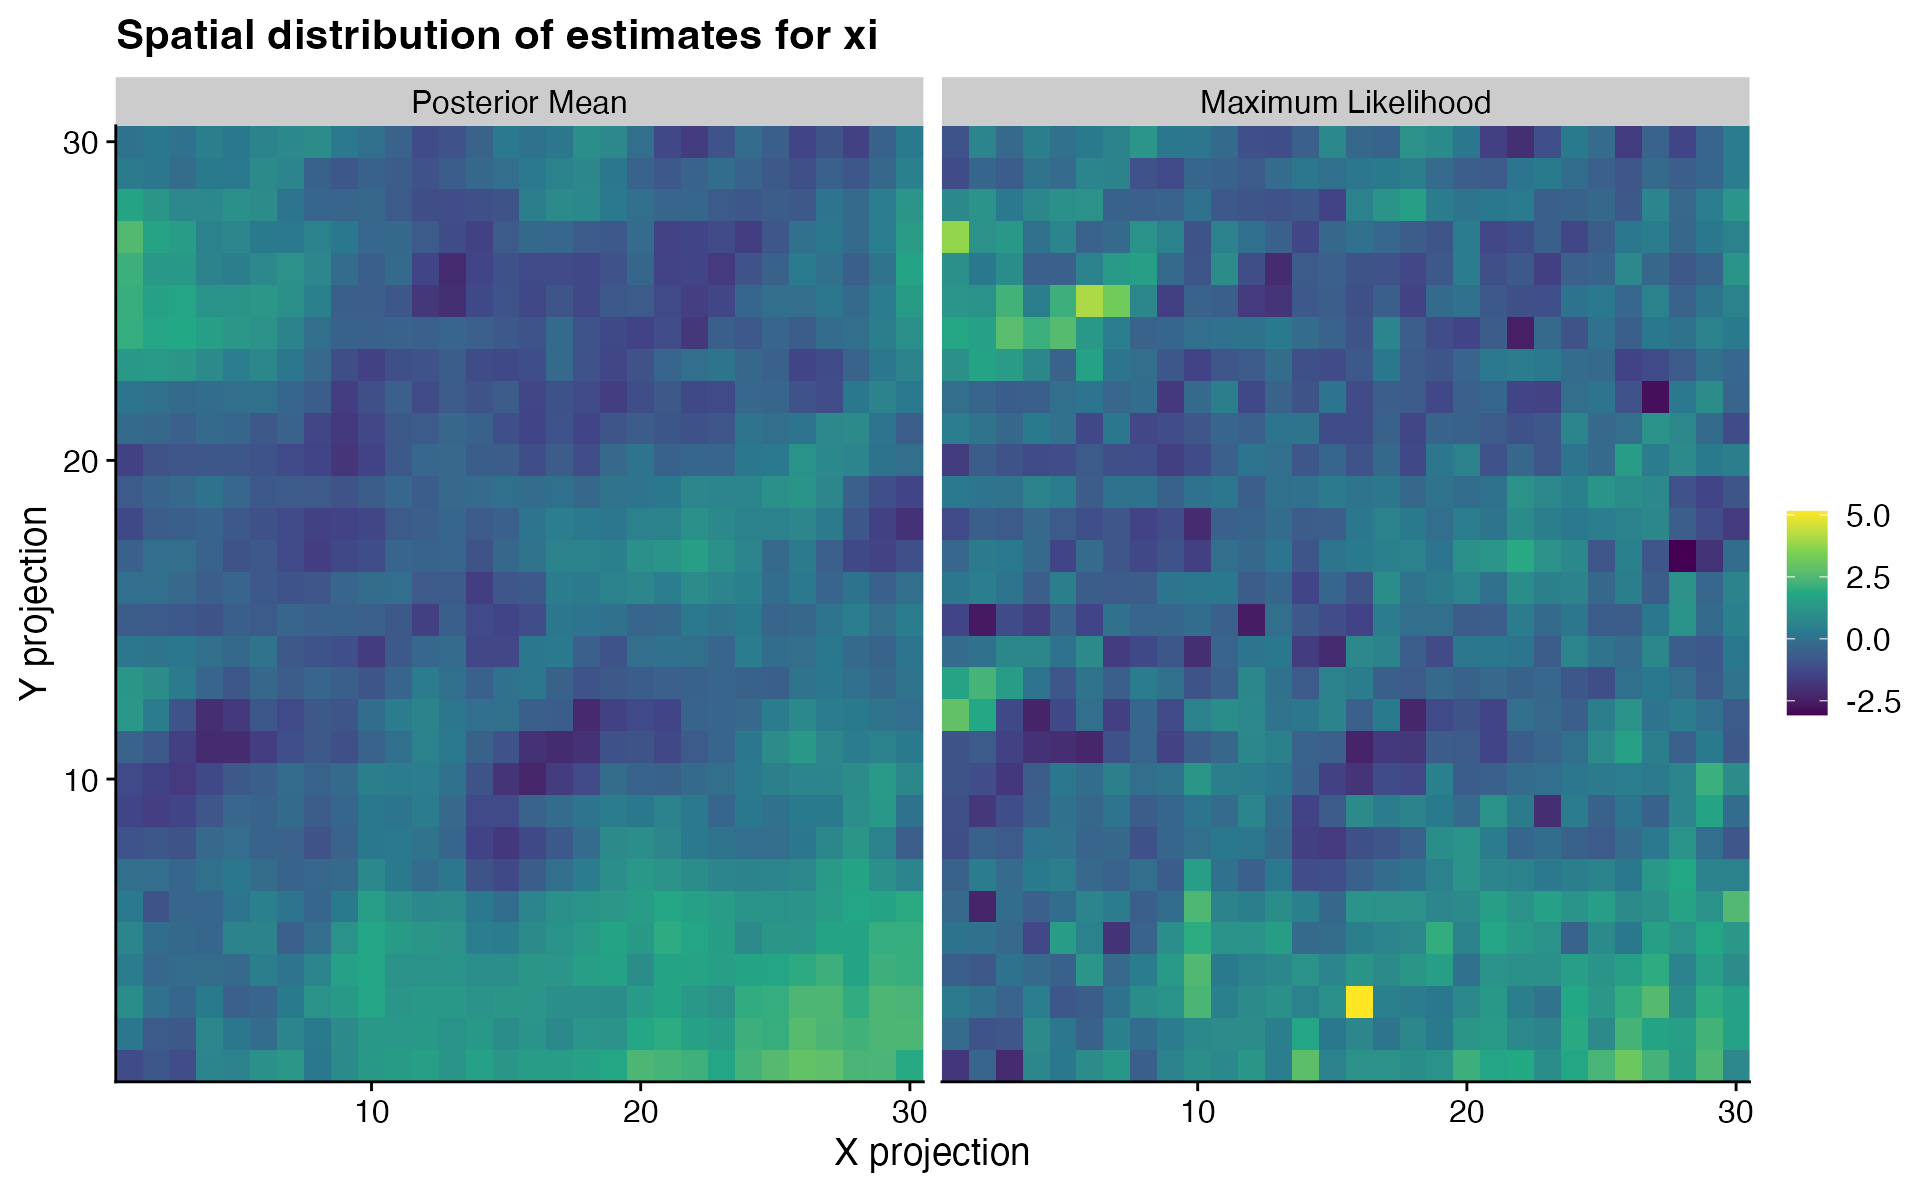 Spatial distribution of estimates for xi
Posterior Mean
Maximum Likelihood
30
20
10
Y projection
10
20
30
10
20
30
X projection
5.0
2.5
0.0
-2.5